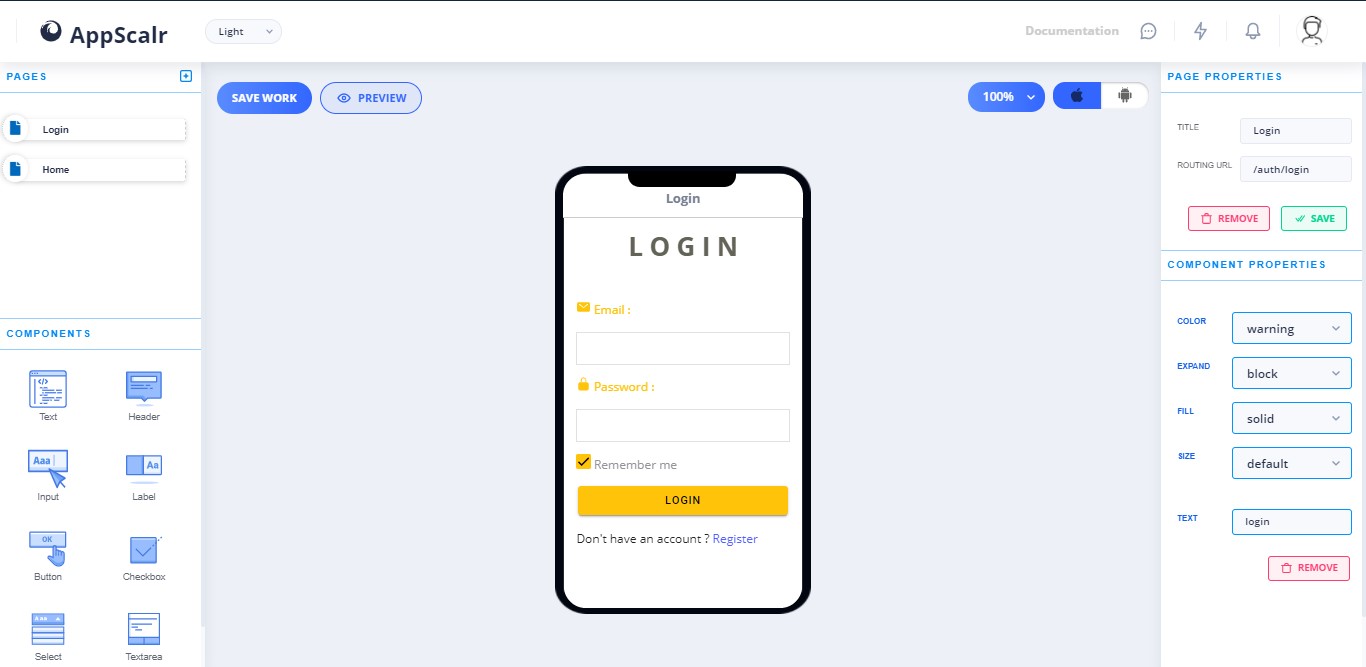 AppScalr
Light
Documentation
PAGES
Login
Home
COMPONENTS
Text
Header
Aaa
Aa
Input
Label
OK
Button
Checkbox
Aaa
Select
Textarea
SAVE WORK
PREVIEW
100%
Login
LOGIN
Email :
Password :
Remember me
LOGIN
Don't have an account ? Register
PAGE PROPERTIES
TITLE
Login
ROUTING URL
/auth/login
REMOVE
SAVE
COMPONENT PROPERTIES
COLOR
warning
EXPAND
block
FILL
solid
SIZE
default
TEXT
login
REMOVE